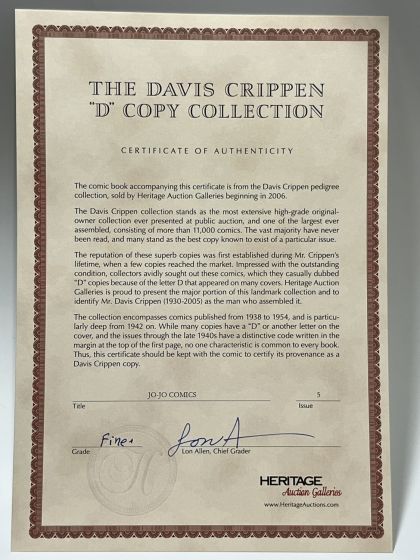 THE DAVIS CRIPPEN
"D" COPY COLLECTION
CERTIFICATE OF AUTHENTICITY
The comic book accompanying this certificate is from the Davis Crippen pedigree
collection, sold by Heritage Auction Galleries beginning in 2006.
The Davis Crippen collection stands as the most extensive high-grade original-
owner collection ever presented at public auction, and one of the largest ever
assembled, consisting of more than 11,000 comics. The vast majority have never
been read, and many stand as the best copy known to exist of a particular issue.
The reputation of these superb copies was first established during Mr. Crippen's
lifetime, when a few copies reached the market. Impressed with the outstanding
condition, collectors avidly sought out these comics, which they casually dubbed
"D" copies because of the letter D that appeared on many covers. Heritage Auction
Galleries is proud to present the major portion of this landmark collection and to
identify Mr. Davis Crippen (1930-2005) as the man who assembled it.
The collection encompasses comics published from 1938 to 1954, and is particu-
larly deep from 1942 on. While many copies have a "D" or another letter on the
cover, and the issues through the late 1940s have a distinctive code written in the
margin at the top of the first page, no one characteristic is common to every book.
Thus, this certificate should be kept with the comic to certify its provenance as a
Davis Crippen copy.
JO-JO COMICS 5
Title Issue
Fine+ Lon A
Grade Lon Allen, Chief Grader
HERITAGE
Auction Galleries
www.HeritageAuctions.com